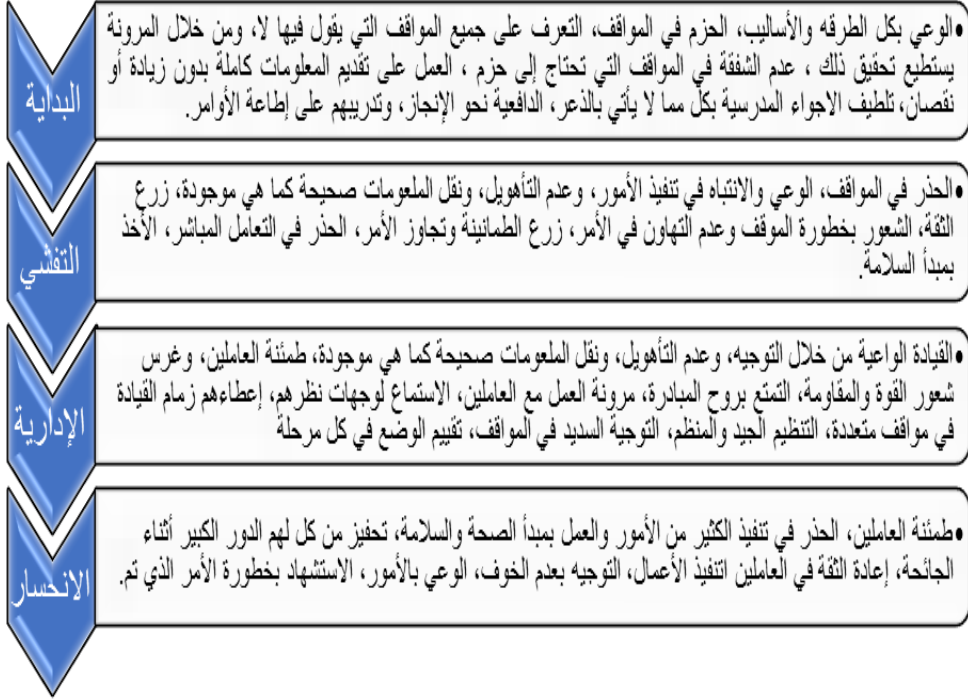 البداية
•الوعي بكل الطرقه والأساليب، الحزم في المواقف، التعرف على جميع المواقف التي يقول فيها لا، ومن خلال المرونة
يستطيع تحقيق ذلك ، عدم الشفقة في المواقف التي تحتاج إلى حزم ، العمل على تقديم المعلومات كاملة بدون زيادة أو
نقصان، تلطيف الاجواء المدرسية بكل مما لا يأتي بالذعر، الدافعية نحو الإنجاز، وتدريبهم على إطاعة الأوامر.
التفشي
•الحذر في المواقف، الوعي والانتباه في تنفيذ الأمور، وعدم التأهويل، ونقل الملعومات صحيحة كما هي موجودة، زرع
الثقة، الشعور بخطورة الموقف وعدم التهاون في الأمر، زرع الطمانينة وتجاوز الأمر، الحذر في التعامل المباشر، الأخذ
بمبدأ السلامة.
الإدارية
•القيادة الواعية من خلال التوجيه، وعدم التأهويل، ونقل الملعومات صحيحة كما هي موجودة، طمئنة العاملين، وغرس
شعور القوة والمقاومة، التمتع بروح المبادرة، مرونة العمل مع العاملين، الاستماع لوجهات نظرهم، إعطاءهم زمام القيادة
في مواقف متعددة، التنظيم الجيد والمنظم، التوجية السديد في المواقف، تقييم الوضع في كل مرحلة
الانحسار
•طمئنة العاملين، الحذر في تنفيذ الكثير من الأمور والعمل بمبدأ الصحة والسلامة، تحفيز من كل لهم الدور الكبير أثناء
الجائحة، إعادة الثقة في العاملين اتنفيذ الأعمال، التوجيه بعدم الخوف، الوعي بالأمور، الاستشهاد بخطورة الأمر الذي تم.